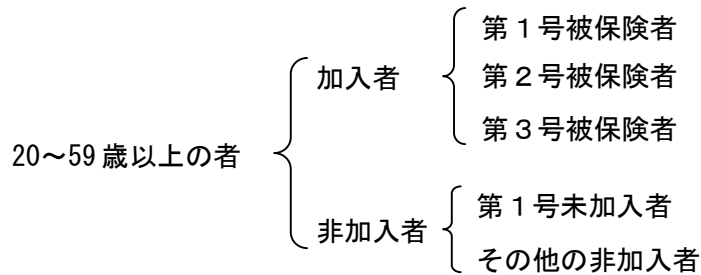 第１号被保険者
加入者
第２号被保険者
第３号被保険者
20～59歳以上の者
第１号未加入者
非加入者
その他の非加入者